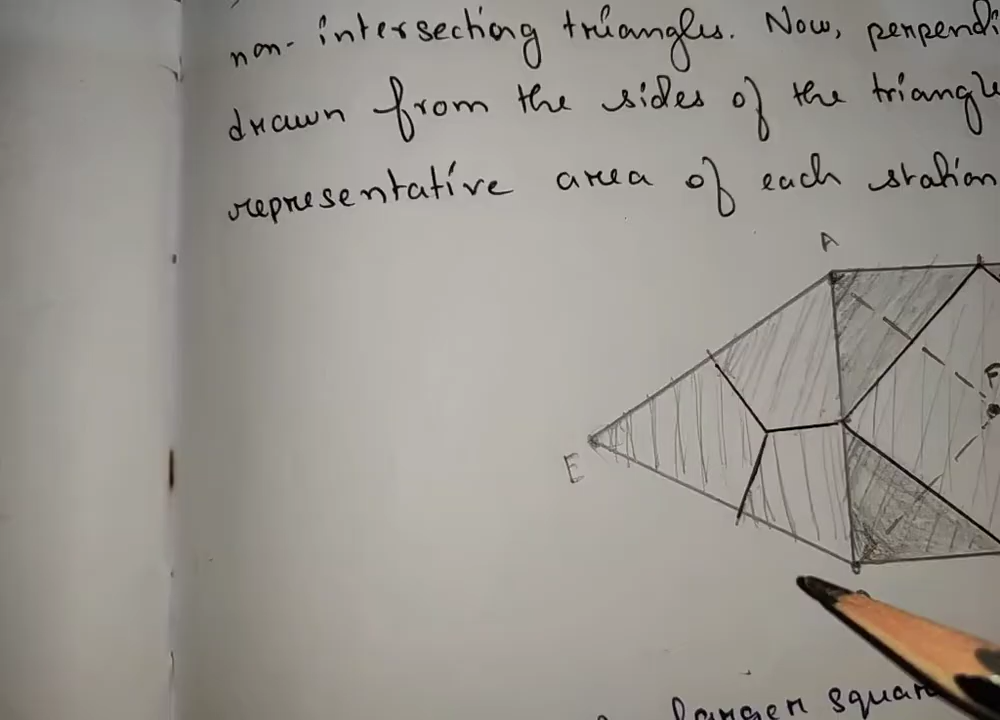 non-intersecting triangles. Now, perpendi
drawn from the sides of the triangle
representative area of each station
A
F
E
larger squar